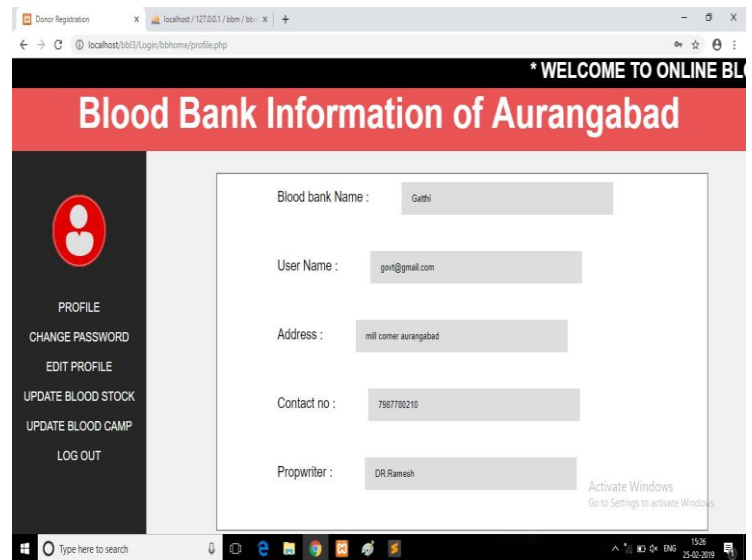 Donor Registration
localhost / 127.0.0.1 / bbm / bbm
localhost/bbl3/Login/bbhome/profile.php
* WELCOME TO ONLINE BLO
Blood Bank Information of Aurangabad
Blood bank Name :
Gatthi
User Name :
govt@gmail.com
Address :
mill corner aurangabad
Contact no :
7987780210
Propwriter :
DR.Ramesh
PROFILE
CHANGE PASSWORD
EDIT PROFILE
UPDATE BLOOD STOCK
UPDATE BLOOD CAMP
LOG OUT
Activate Windows
Go to Settings to activate Windows.
Type here to search
ENG
15:26
25-02-2019